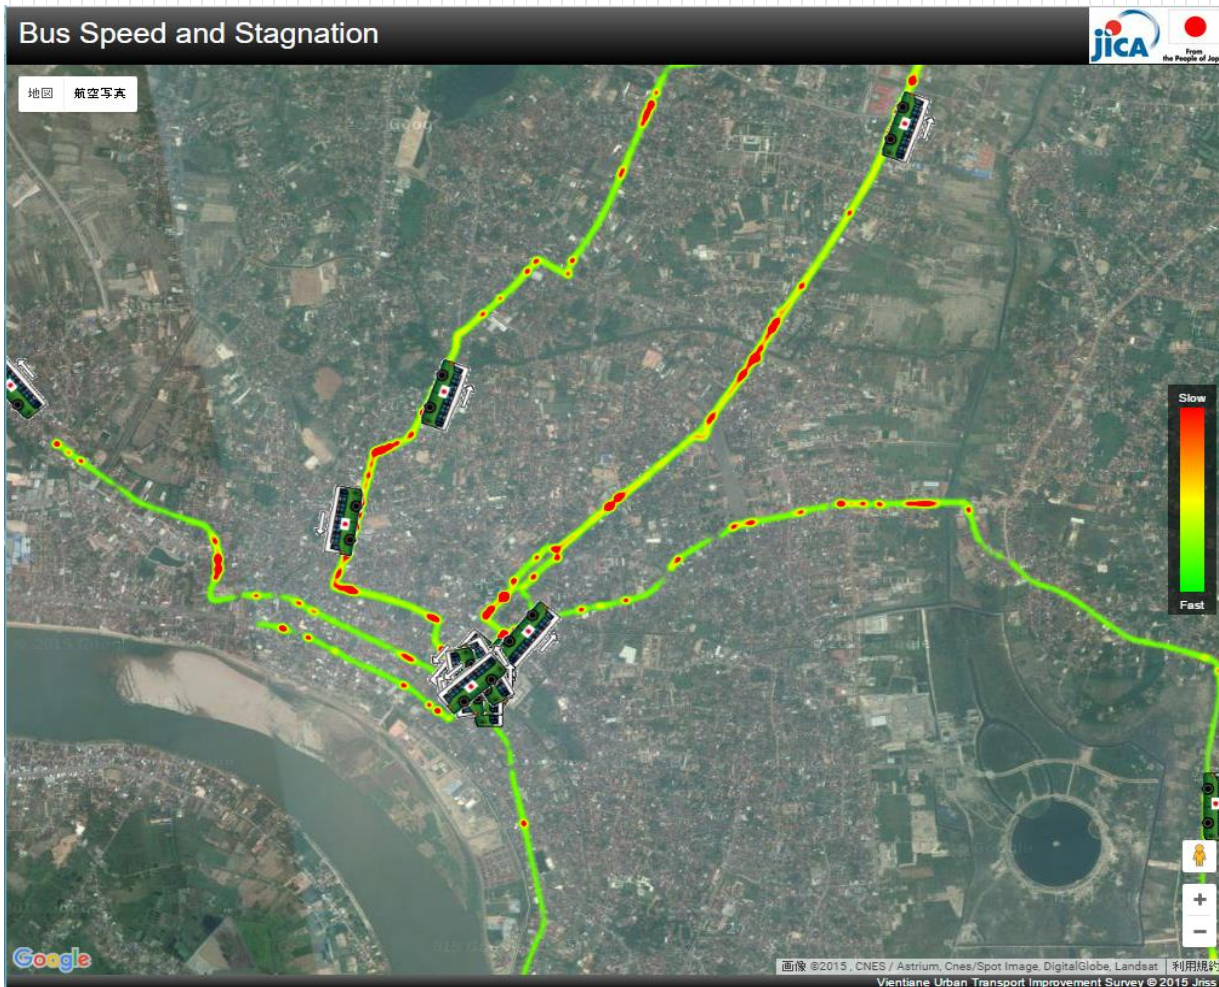 Bus Speed and Stagnation
jICA
From
the People of Jap
地図
航空写真
Slow
Fast
Google
画像 ©2015 , CNES / Astrium, Cnes/Spot Image, DigitalGlobe, Landsat
利用規約
Vientiane Urban Transport Improvement Survey © 2015 Jriss